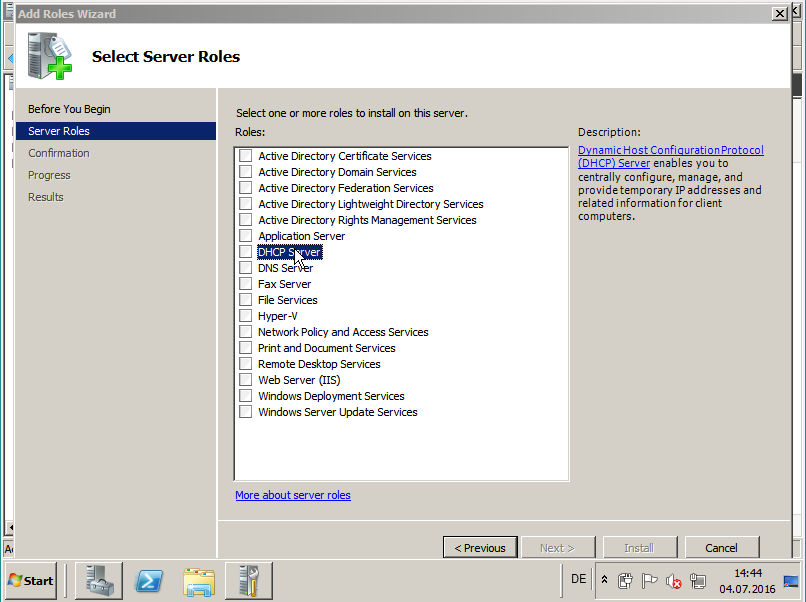 Add Roles Wizard
Select Server Roles
Before You Begin
Server Roles
Confirmation
Progress
Results
Select one or more roles to install on this server.
Roles:
Active Directory Certificate Services
Active Directory Domain Services
Active Directory Federation Services
Active Directory Lightweight Directory Services
Active Directory Rights Management Services
Application Server
DHCP Server
DNS Server
Fax Server
File Services
Hyper-V
Network Policy and Access Services
Print and Document Services
Remote Desktop Services
Web Server (IIS)
Windows Deployment Services
Windows Server Update Services
More about server roles
Description:
Dynamic Host Configuration Protocol
(DHCP) Server enables you to
centrally configure, manage, and
provide temporary IP addresses and
related information for client
computers.
< Previous
Next >
Install
Cancel
Start
DE
14:44
04.07.2016